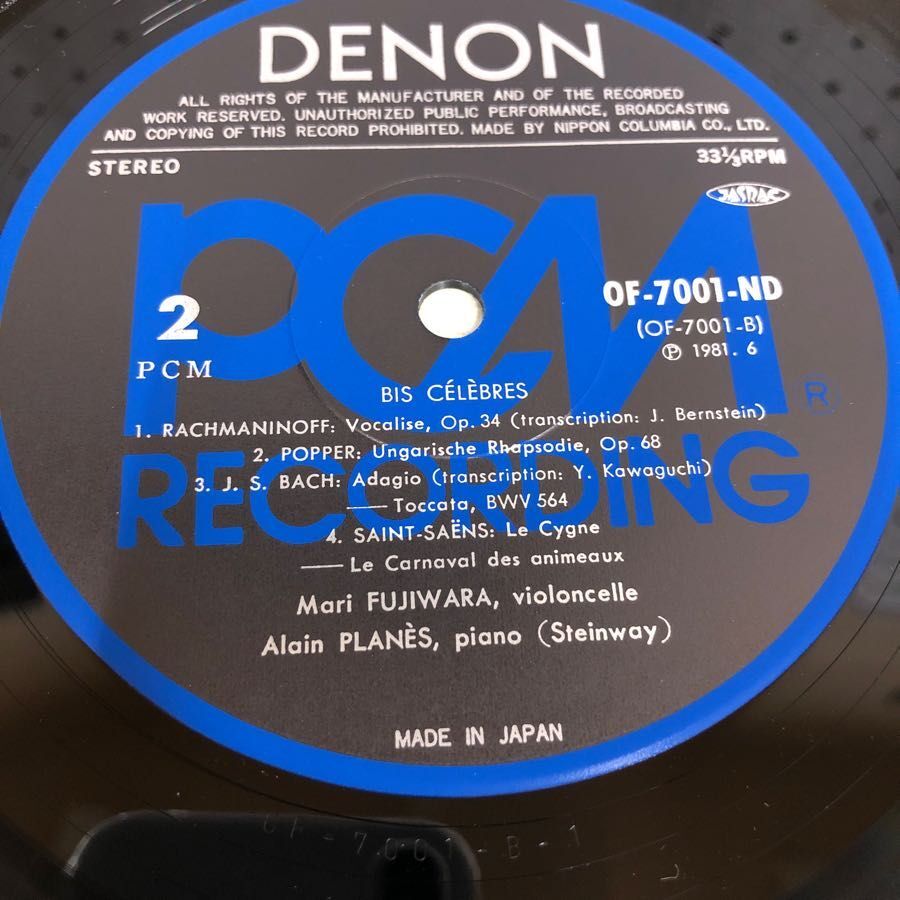 DENON
ALL RIGHTS OF THE MANUFACTURER AND OF THE RECORDED
WORK RESERVED. UNAUTHORIZED PUBLIC PERFORMANCE, BROADCASTING
AND COPYING OF THIS RECORD PROHIBITED. MADE BY NIPPON COLUMBIA CO., LTD.
STEREO
33⅓RPM
JASRAC
PCM
RECORDING
®
2
PCM
OF-7001-ND
(OF-7001-B)
℗ 1981. 6
BIS CÉLÈBRES
1. RACHMANINOFF: Vocalise, Op. 34 (transcription: J. Bernstein)
2. POPPER: Ungarische Rhapsodie, Op. 68
3. J. S. BACH: Adagio (transcription: Y. Kawaguchi)
—— Toccata, BWV 564
4. SAINT-SAËNS: Le Cygne
—— Le Carnaval des animeaux
Mari FUJIWARA, violoncelle
Alain PLANÈS, piano (Steinway)
MADE IN JAPAN
OF-7001-B-1